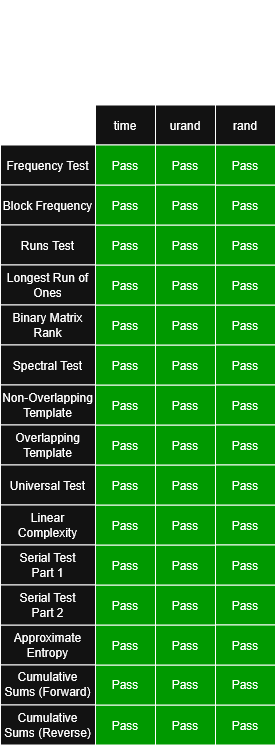 time urand rand
Frequency Test Pass Pass Pass
Block Frequency Pass Pass Pass
Runs Test Pass Pass Pass
Longest Run of
Ones Pass Pass Pass
Binary Matrix
Rank Pass Pass Pass
Spectral Test Pass Pass Pass
Non-Overlapping
Template Pass Pass Pass
Overlapping
Template Pass Pass Pass
Universal Test Pass Pass Pass
Linear
Complexity Pass Pass Pass
Serial Test
Part 1 Pass Pass Pass
Serial Test
Part 2 Pass Pass Pass
Approximate
Entropy Pass Pass Pass
Cumulative
Sums (Forward) Pass Pass Pass
Cumulative
Sums (Reverse) Pass Pass Pass